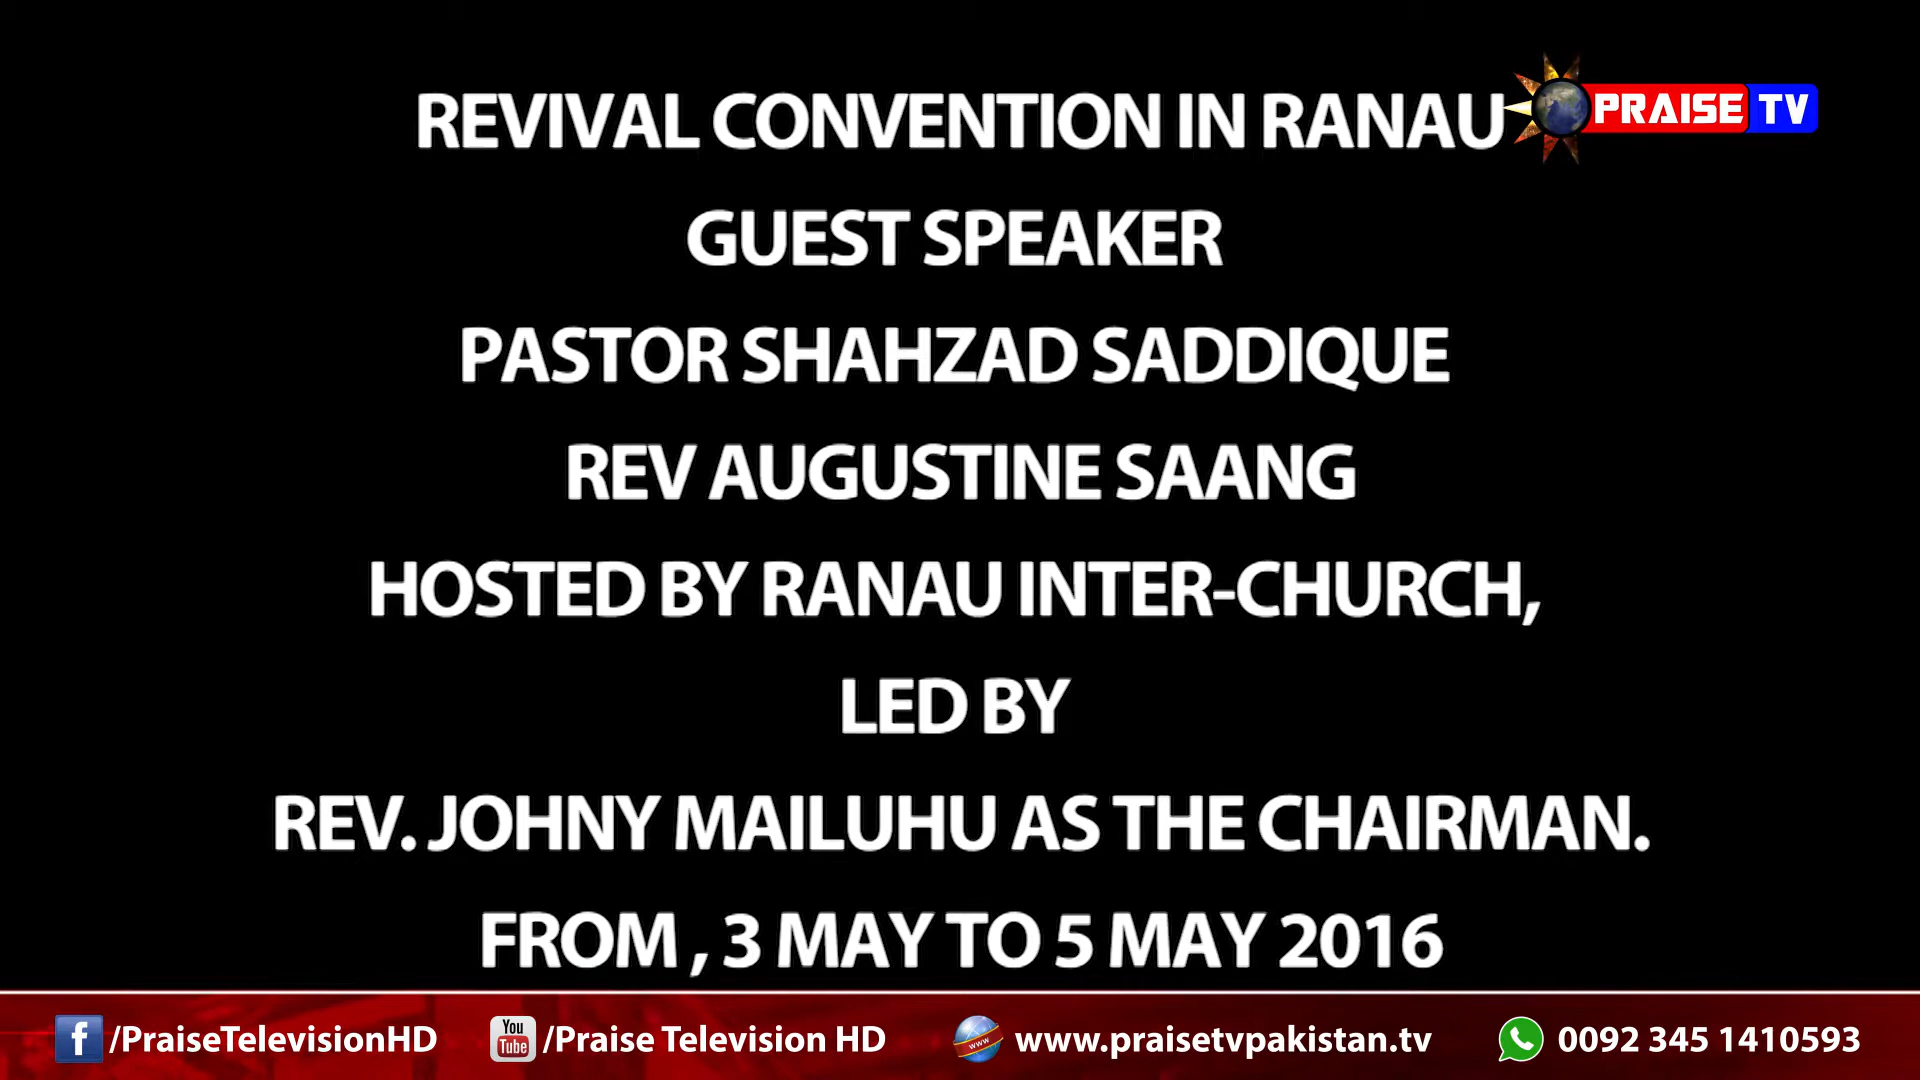 REVIVAL CONVENTION IN RANAU
PRAISE TV
GUEST SPEAKER
PASTOR SHAHZAD SADDIQUE
REV AUGUSTINE SAANG
HOSTED BY RANAU INTER-CHURCH,
LED BY
REV. JOHNY MAILUHU AS THE CHAIRMAN.
FROM , 3 MAY TO 5 MAY 2016
f /PraiseTelevisionHD You Tube /Praise Television HD www www.praisetvpakistan.tv 0092 345 1410593